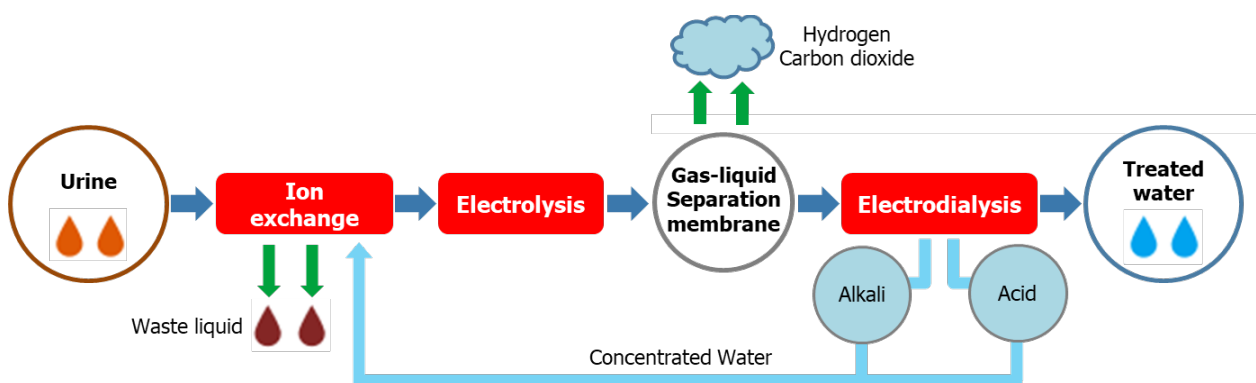 Hydrogen
Carbon dioxide
Urine
Ion
exchange
Electrolysis
Gas-liquid
Separation
membrane
Electrodialysis
Treated
water
Waste liquid
Alkali
Acid
Concentrated Water